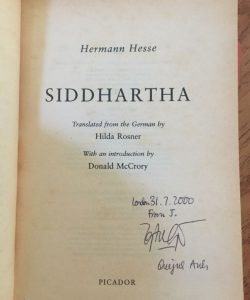 Hermann Hesse
SIDDHARTHA
Translated from the German by
Hilda Rosner
With an introduction by
Donald McCrory
London 31.7.2000
From J.
PICADOR